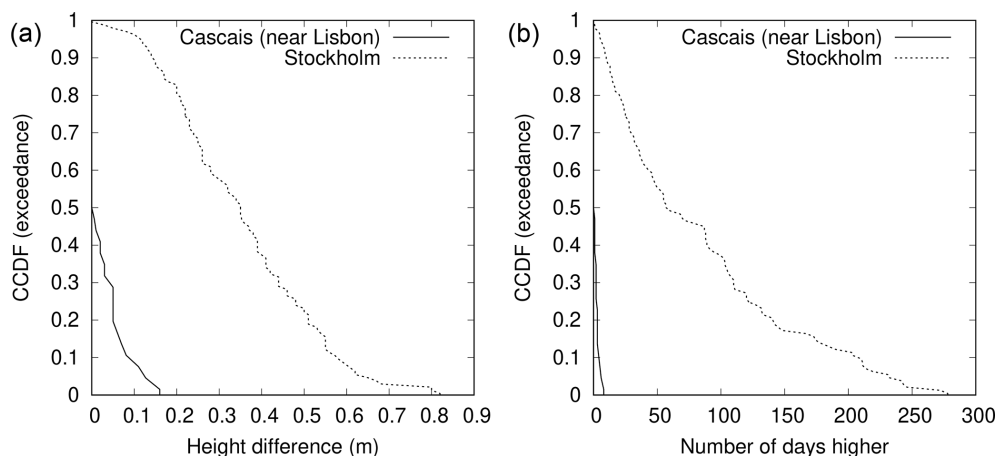 (a)
Cascais (near Lisbon)
Stockholm
1
0.9
0.8
0.7
0.6
0.5
0.4
0.3
0.2
0.1
0
CCDF (exceedance)
0 0.1 0.2 0.3 0.4 0.5 0.6 0.7 0.8 0.9
Height difference (m)
(b)
Cascais (near Lisbon)
Stockholm
1
0.9
0.8
0.7
0.6
0.5
0.4
0.3
0.2
0.1
0
CCDF (exceedance)
0 50 100 150 200 250 300
Number of days higher